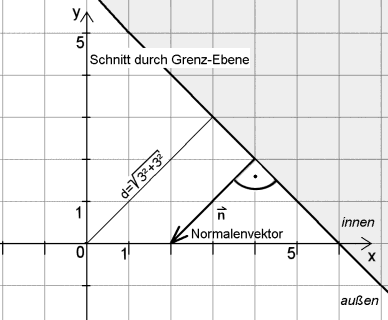 y
5
Schnitt durch Grenz-Ebene
d=√3²+3²
1
n⃗
innen
Normalenvektor
0
1
5
x
außen